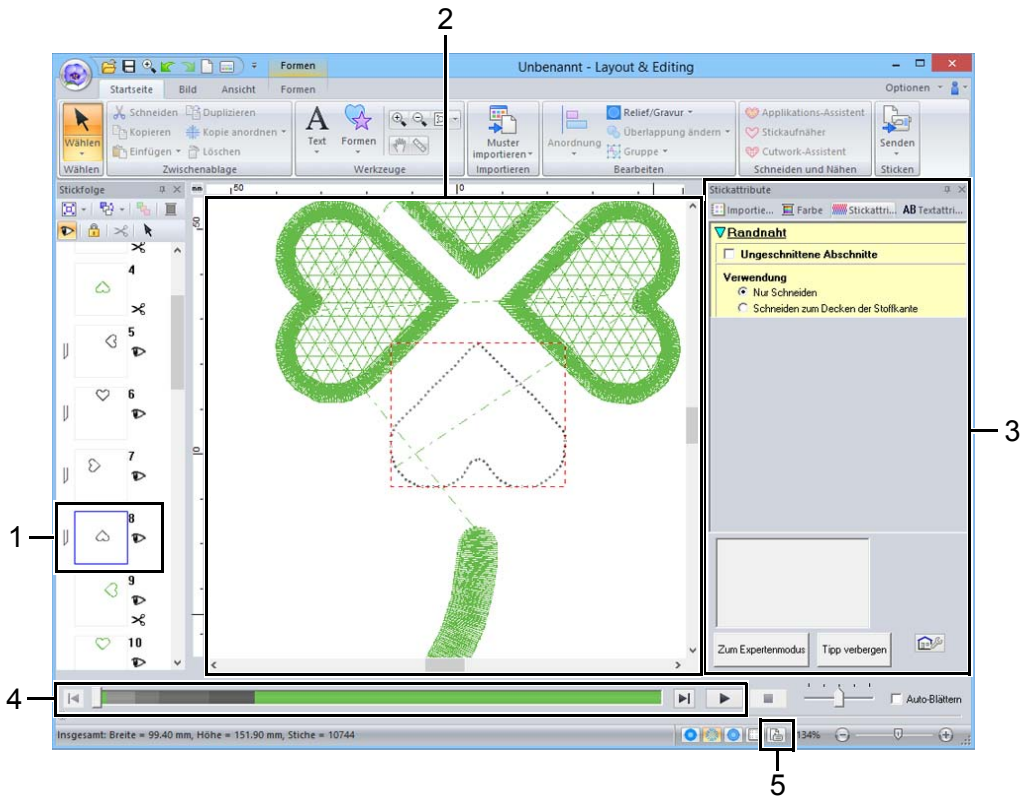 2
Formen
Unbenannt - Layout & Editing
Startseite Bild Ansicht Formen Optionen
Wählen
Schneiden Duplizieren
Kopieren Kopie anordnen
Einfügen Löschen
Text Formen
Muster importieren
Anordnung
Relief/Gravur
Überlappung ändern
Gruppe
Applikations-Assistent
Stickaufnäher
Cutwork-Assistent
Senden
Wählen Zwischenablage Werkzeuge Importieren Bearbeiten Schneiden und Nähen Sticken
Stickfolge
mm 50 0
50
0
4
5
6
7
8
9
10
Stickattribute
Importie... Farbe Stickattri... AB Textattri...
Randnaht
Ungeschnittene Abschnitte
Verwendung
Nur Schneiden
Schneiden zum Decken der Stoffkante
3
1
Zum Expertenmodus Tipp verbergen
4
Auto-Blättern
Insgesamt: Breite = 99.40 mm, Höhe = 151.90 mm, Stiche = 10744
134%
5